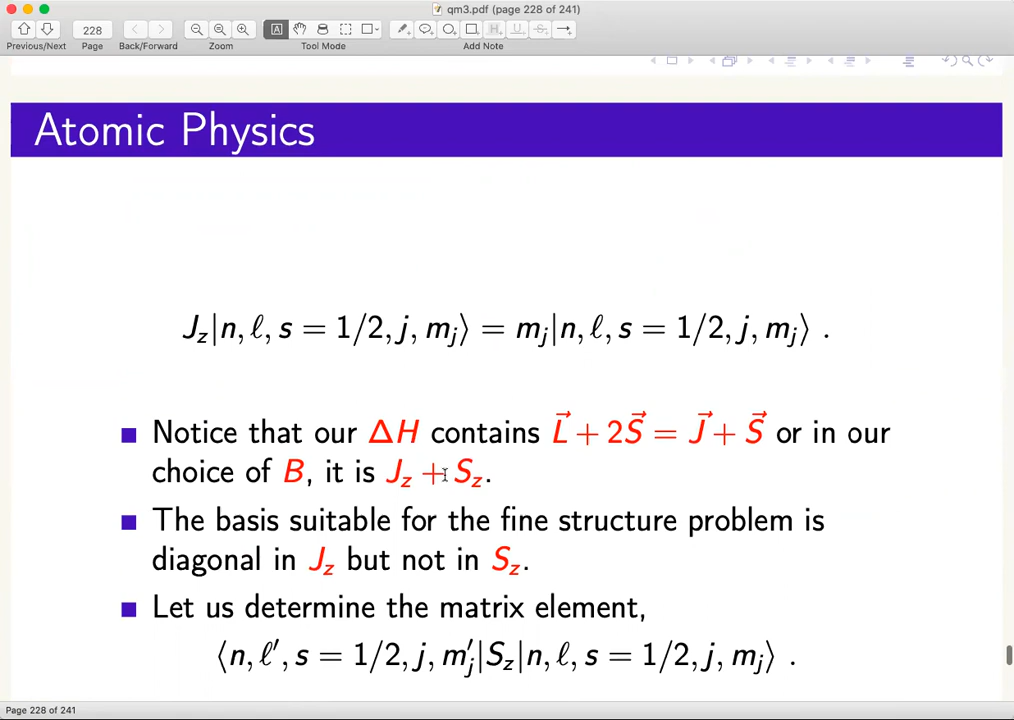 qm3.pdf (page 228 of 241)
228
Previous/Next Page Back/Forward Zoom Tool Mode Add Note
Atomic Physics
J_z|n, ℓ, s = 1/2, j, m_j⟩ = m_j|n, ℓ, s = 1/2, j, m_j⟩ .
Notice that our ΔH contains L⃗ + 2S⃗ = J⃗ + S⃗ or in our
choice of B, it is J_z + S_z.
The basis suitable for the fine structure problem is
diagonal in J_z but not in S_z.
Let us determine the matrix element,
⟨n, ℓ′, s = 1/2, j, m′_j|S_z|n, ℓ, s = 1/2, j, m_j⟩ .
Page 228 of 241